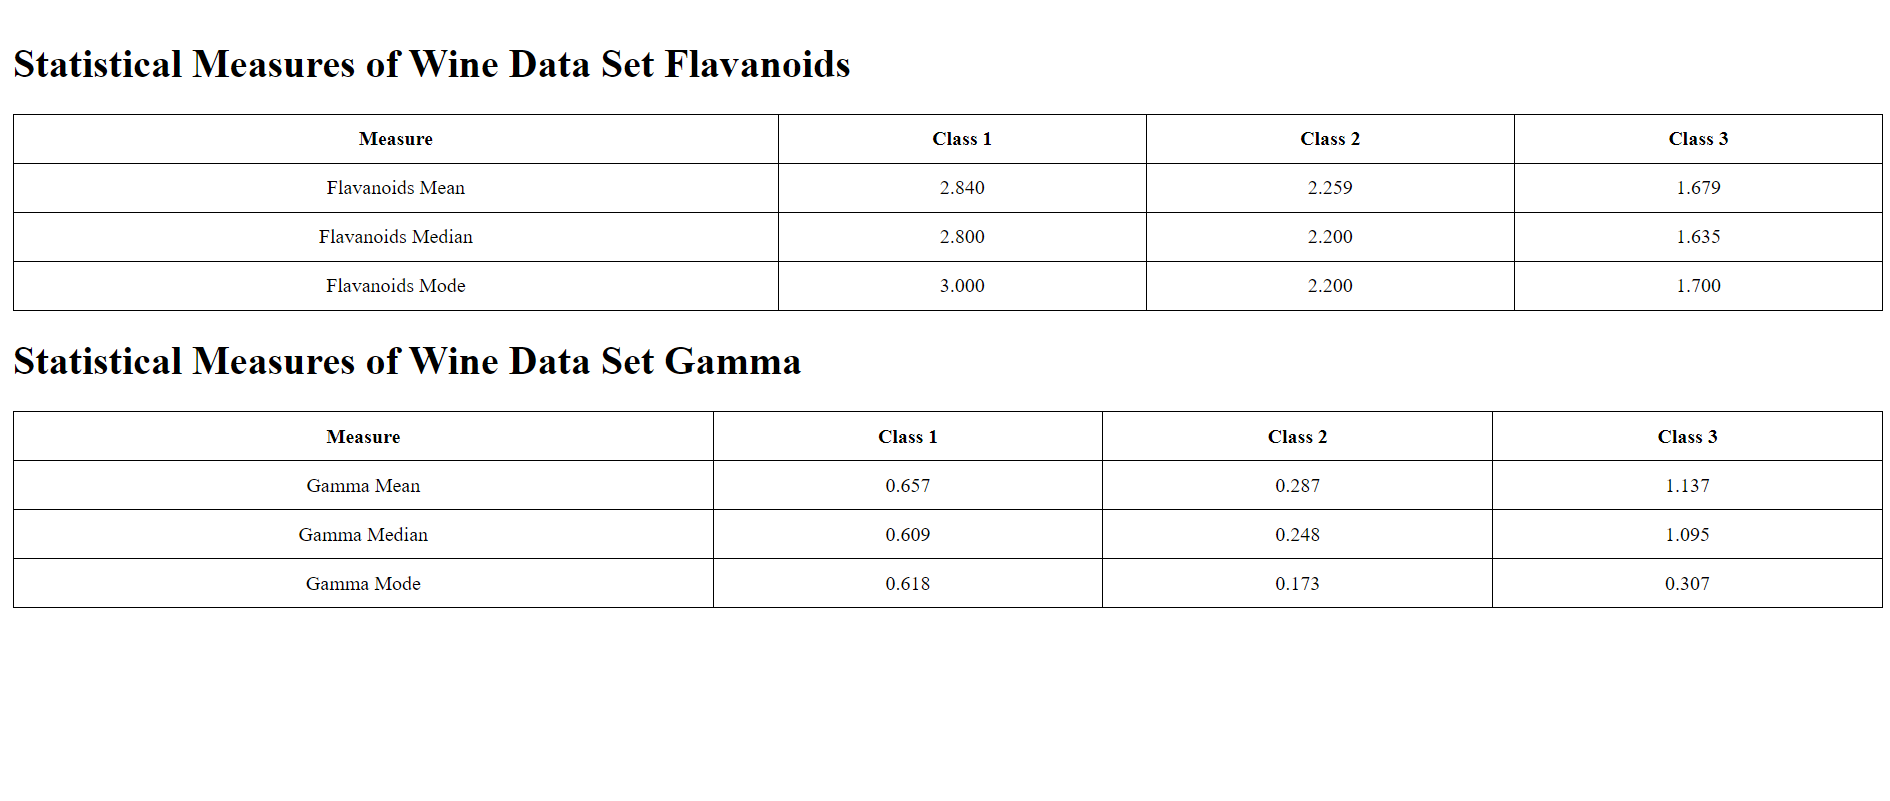 Statistical Measures of Wine Data Set Flavanoids
Measure Class 1 Class 2 Class 3
Flavanoids Mean 2.840 2.259 1.679
Flavanoids Median 2.800 2.200 1.635
Flavanoids Mode 3.000 2.200 1.700
Statistical Measures of Wine Data Set Gamma
Measure Class 1 Class 2 Class 3
Gamma Mean 0.657 0.287 1.137
Gamma Median 0.609 0.248 1.095
Gamma Mode 0.618 0.173 0.307